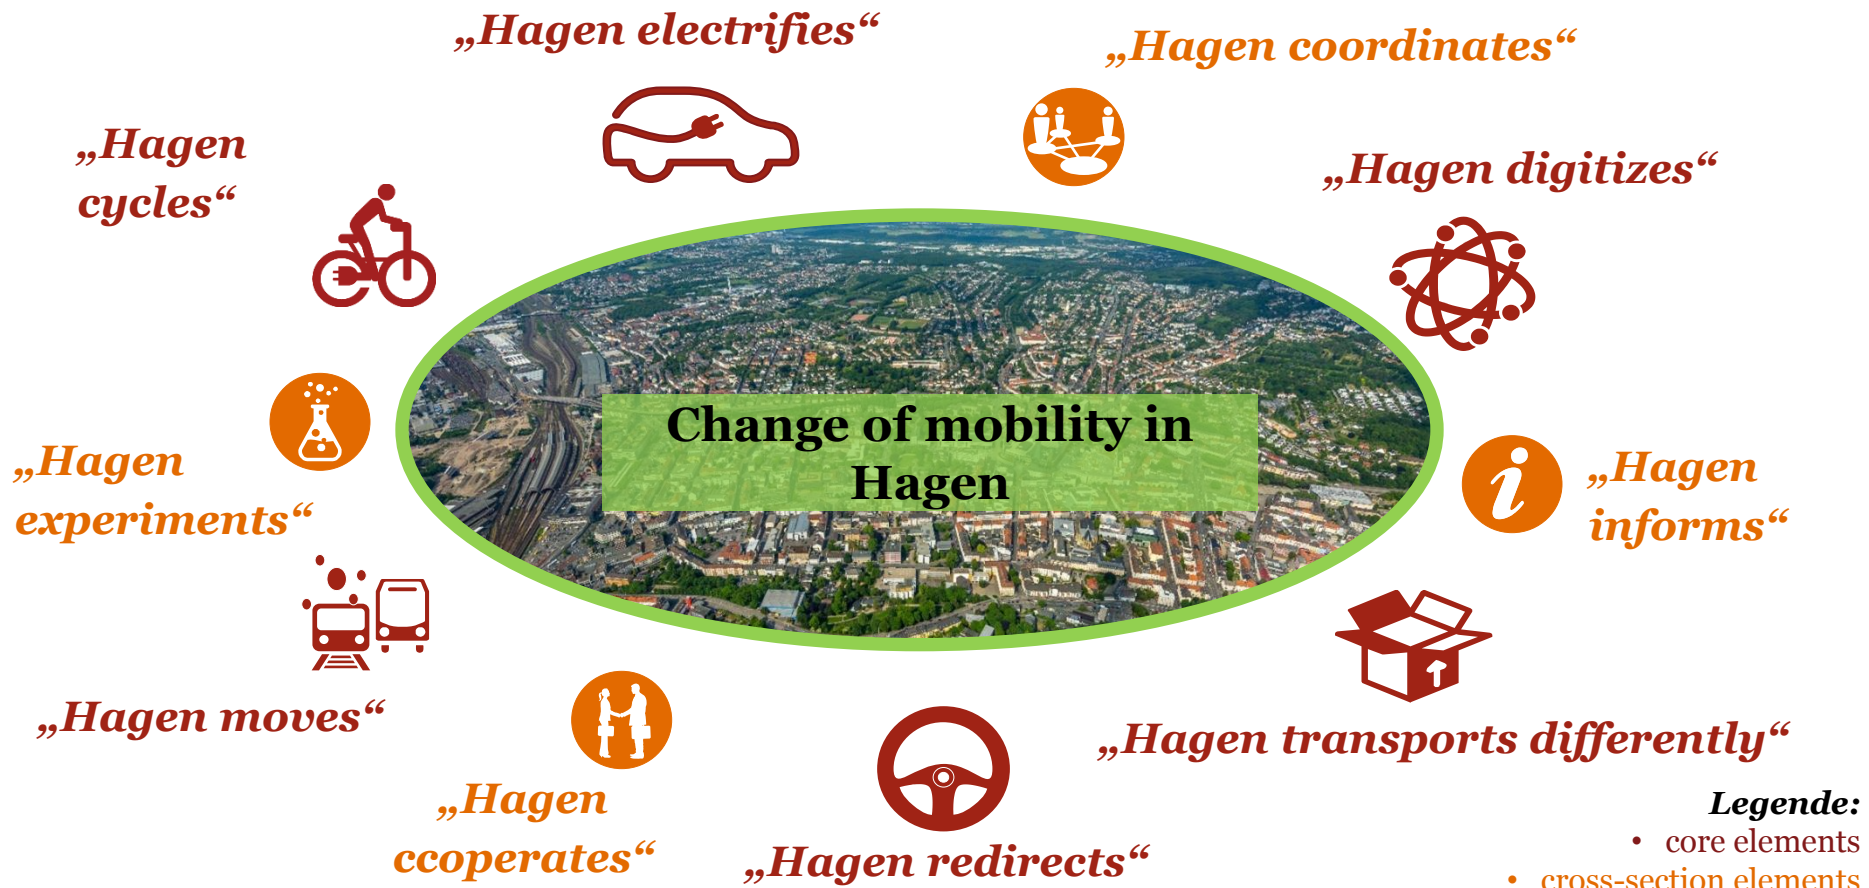 „Hagen electrifies“
„Hagen coordinates“
„Hagen
cycles“
„Hagen digitizes“
Change of mobility in
Hagen
„Hagen
experiments“
„Hagen
informs“
„Hagen moves“
„Hagen transports differently“
„Hagen
ccoperates“
„Hagen redirects“
Legende:
• core elements
• cross-section elements